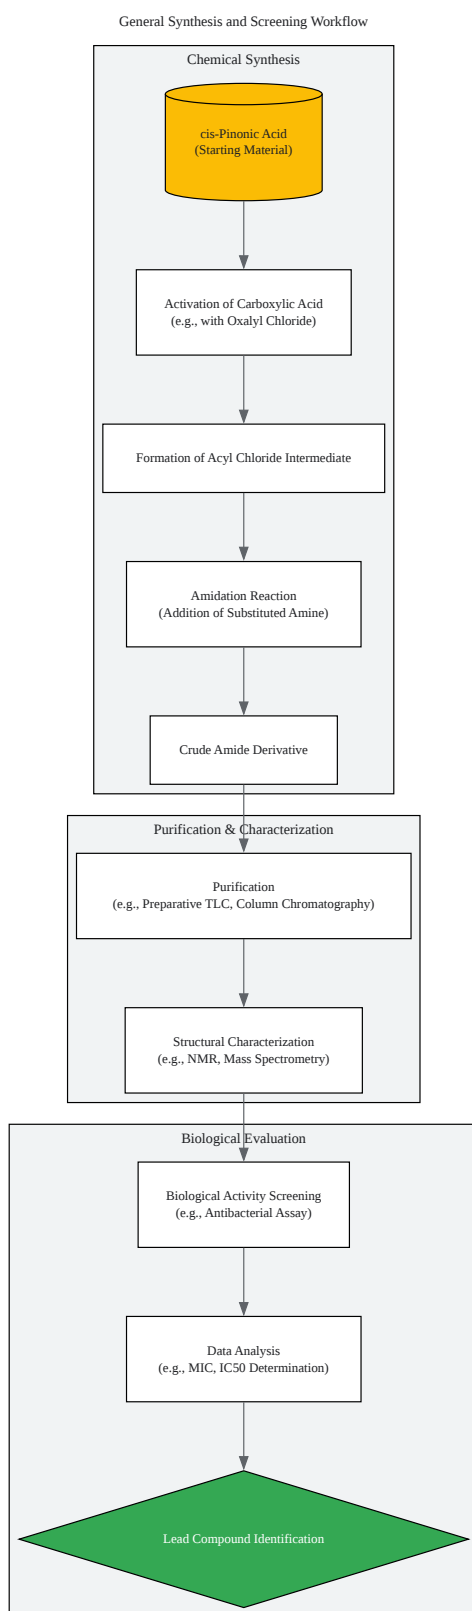 General Synthesis and Screening Workflow
Chemical Synthesis
cis-Pinonic Acid
(Starting Material)
Activation of Carboxylic Acid
(e.g., with Oxalyl Chloride)
Formation of Acyl Chloride Intermediate
Amidation Reaction
(Addition of Substituted Amine)
Crude Amide Derivative
Purification & Characterization
Purification
(e.g., Preparative TLC, Column Chromatography)
Structural Characterization
(e.g., NMR, Mass Spectrometry)
Biological Evaluation
Biological Activity Screening
(e.g., Antibacterial Assay)
Data Analysis
(e.g., MIC, IC50 Determination)
Lead Compound Identification